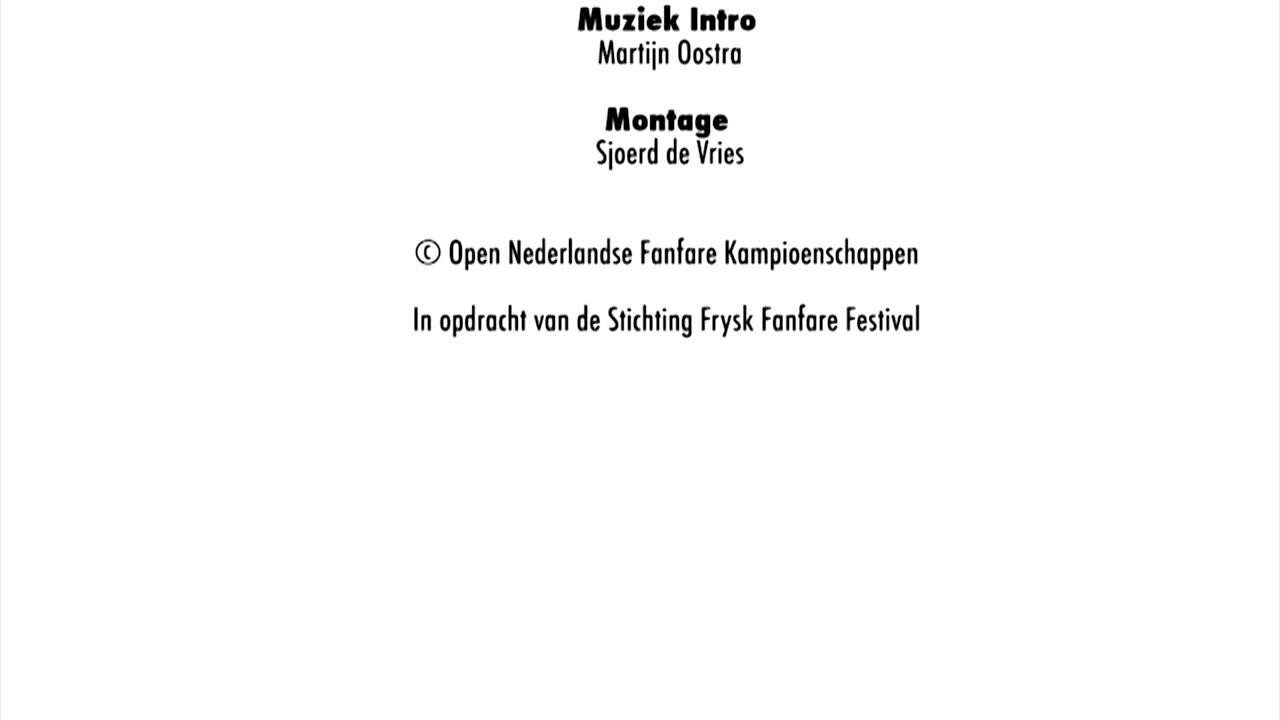 Muziek Intro
Martijn Oostra
Montage
Sjoerd de Vries
© Open Nederlandse Fanfare Kampioenschappen
In opdracht van de Stichting Frysk Fanfare Festival